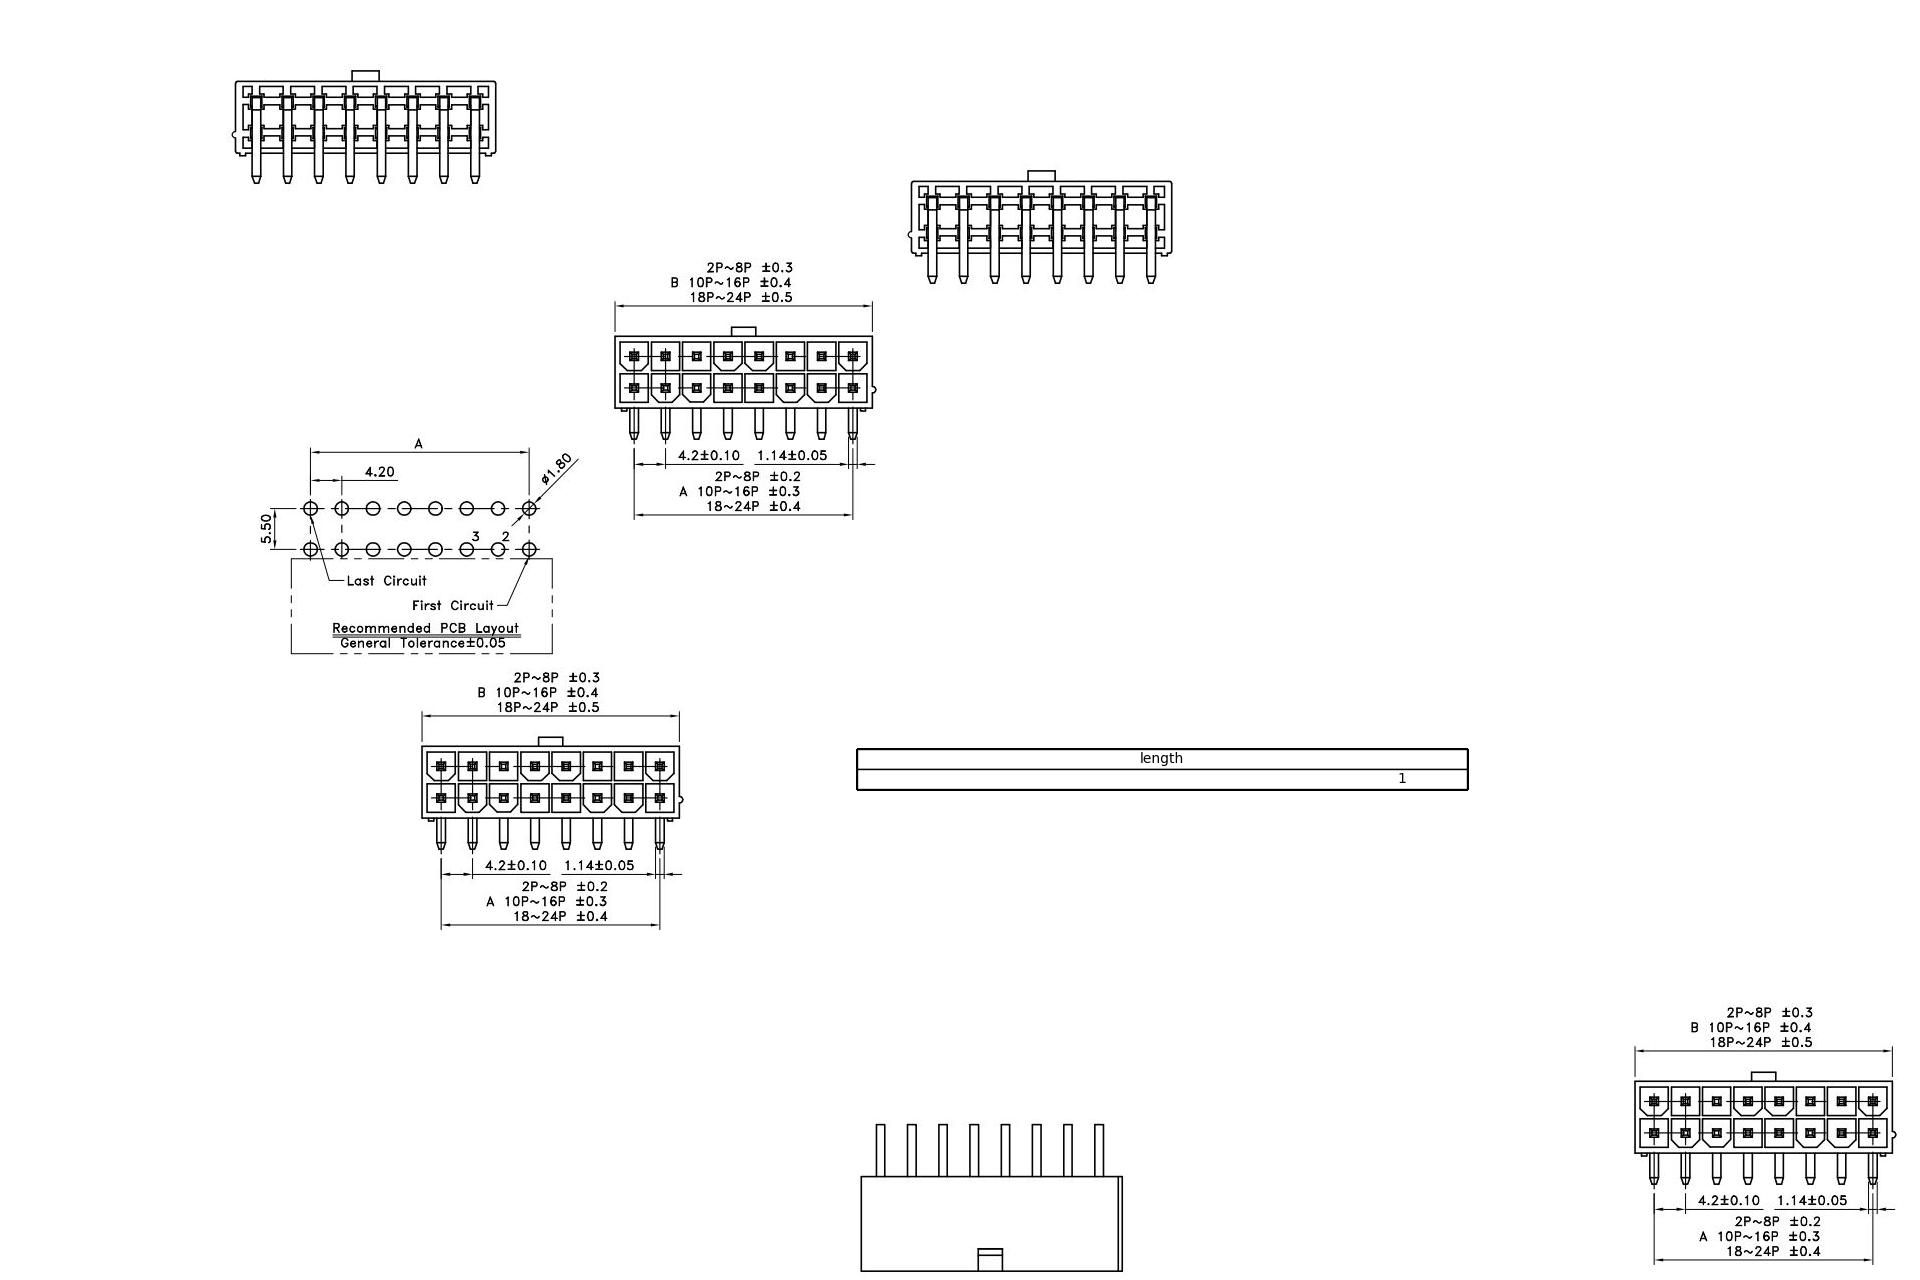 2P~8P ±0.3
B 10P~16P ±0.4
18P~24P ±0.5
4.2±0.10 1.14±0.05
2P~8P ±0.2
A 10P~16P ±0.3
18~24P ±0.4
A
4.20
ø1.80
5.50
3 2
Last Circuit
First Circuit
Recommended PCB Layout
General Tolerance±0.05
2P~8P ±0.3
B 10P~16P ±0.4
18P~24P ±0.5
4.2±0.10 1.14±0.05
2P~8P ±0.2
A 10P~16P ±0.3
18~24P ±0.4
length
1
2P~8P ±0.3
B 10P~16P ±0.4
18P~24P ±0.5
4.2±0.10 1.14±0.05
2P~8P ±0.2
A 10P~16P ±0.3
18~24P ±0.4